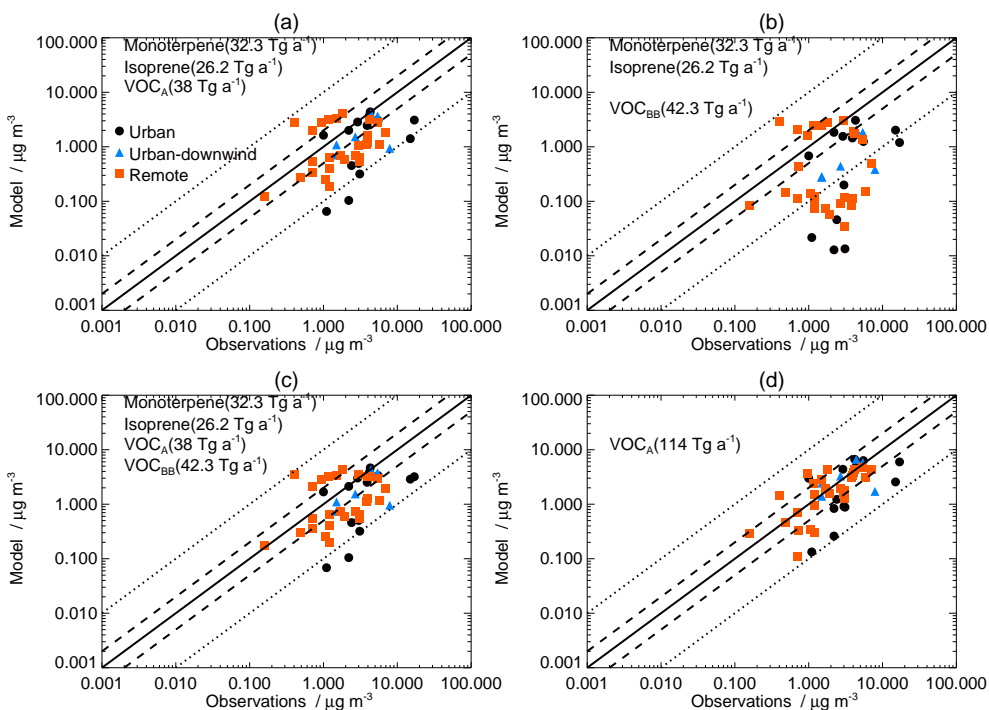 (a)
100.000
10.000
1.000
0.100
0.010
0.001
Model / μg m⁻³
Monoterpene(32.3 Tg a⁻¹)
Isoprene(26.2 Tg a⁻¹)
VOC_A(38 Tg a⁻¹)
Urban
Urban-downwind
Remote
0.001 0.010 0.100 1.000 10.000 100.000
Observations / μg m⁻³
(b)
100.000
10.000
1.000
0.100
0.010
0.001
Model / μg m⁻³
Monoterpene(32.3 Tg a⁻¹)
Isoprene(26.2 Tg a⁻¹)
VOC_BB(42.3 Tg a⁻¹)
0.001 0.010 0.100 1.000 10.000 100.000
Observations / μg m⁻³
(c)
100.000
10.000
1.000
0.100
0.010
0.001
Model / μg m⁻³
Monoterpene(32.3 Tg a⁻¹)
Isoprene(26.2 Tg a⁻¹)
VOC_A(38 Tg a⁻¹)
VOC_BB(42.3 Tg a⁻¹)
0.001 0.010 0.100 1.000 10.000 100.000
Observations / μg m⁻³
(d)
100.000
10.000
1.000
0.100
0.010
0.001
Model / μg m⁻³
VOC_A(114 Tg a⁻¹)
0.001 0.010 0.100 1.000 10.000 100.000
Observations / μg m⁻³